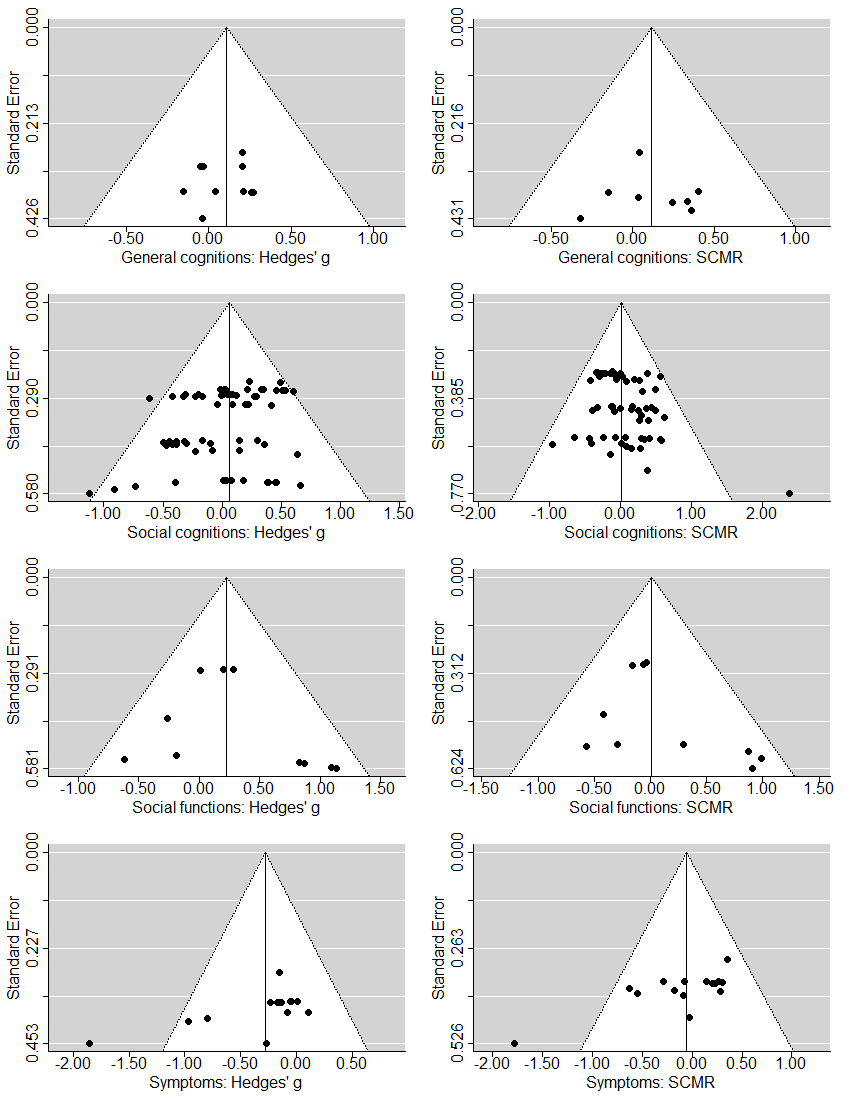 Standard Error
0.000
0.213
0.426
-0.50 0.00 0.50 1.00
General cognitions: Hedges' g
Standard Error
0.000
0.216
0.431
-0.50 0.00 0.50 1.00
General cognitions: SCMR
Standard Error
0.000
0.290
0.580
-1.00 -0.50 0.00 0.50 1.00 1.50
Social cognitions: Hedges' g
Standard Error
0.000
0.385
0.770
-2.00 -1.00 0.00 1.00 2.00
Social cognitions: SCMR
Standard Error
0.000
0.291
0.581
-1.00 -0.50 0.00 0.50 1.00 1.50
Social functions: Hedges' g
Standard Error
0.000
0.312
0.624
-1.50 -1.00 -0.50 0.00 0.50 1.00 1.50
Social functions: SCMR
Standard Error
0.000
0.227
0.453
-2.00 -1.50 -1.00 -0.50 0.00 0.50
Symptoms: Hedges' g
Standard Error
0.000
0.263
0.526
-2.00 -1.50 -1.00 -0.50 0.00 0.50 1.00
Symptoms: SCMR